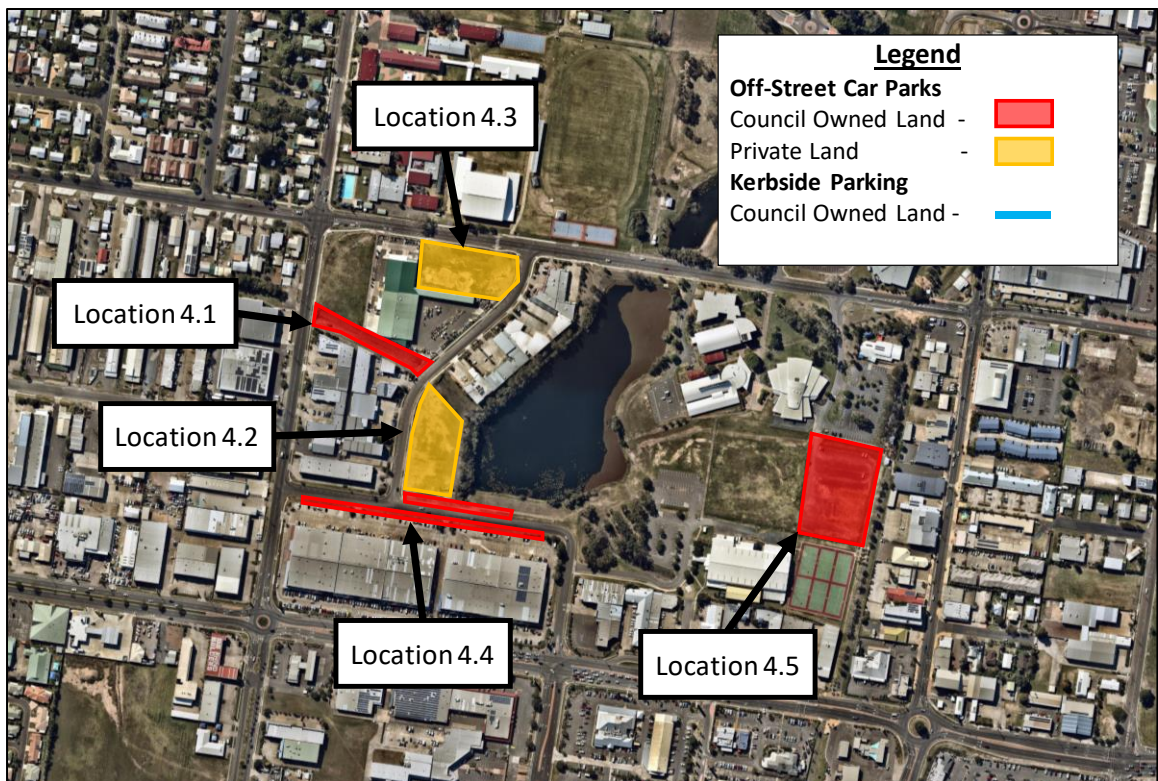 Legend
Off-Street Car Parks
Council Owned Land -
Private Land -
Kerbside Parking
Council Owned Land -
Location 4.3
Location 4.1
Location 4.2
Location 4.4
Location 4.5